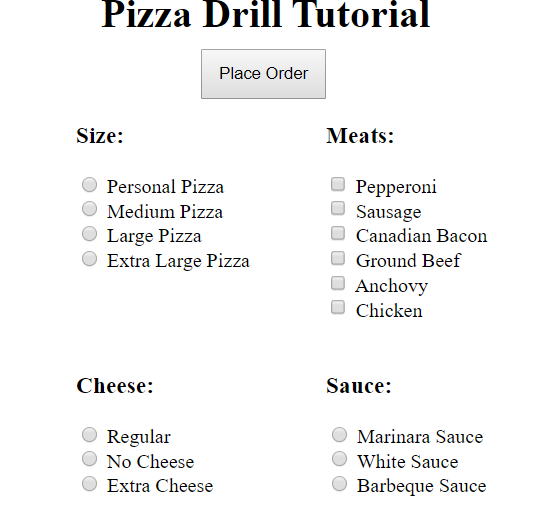 Pizza Drill Tutorial
Place Order
Size:
Personal Pizza
Medium Pizza
Large Pizza
Extra Large Pizza
Meats:
Pepperoni
Sausage
Canadian Bacon
Ground Beef
Anchovy
Chicken
Cheese:
Regular
No Cheese
Extra Cheese
Sauce:
Marinara Sauce
White Sauce
Barbeque Sauce